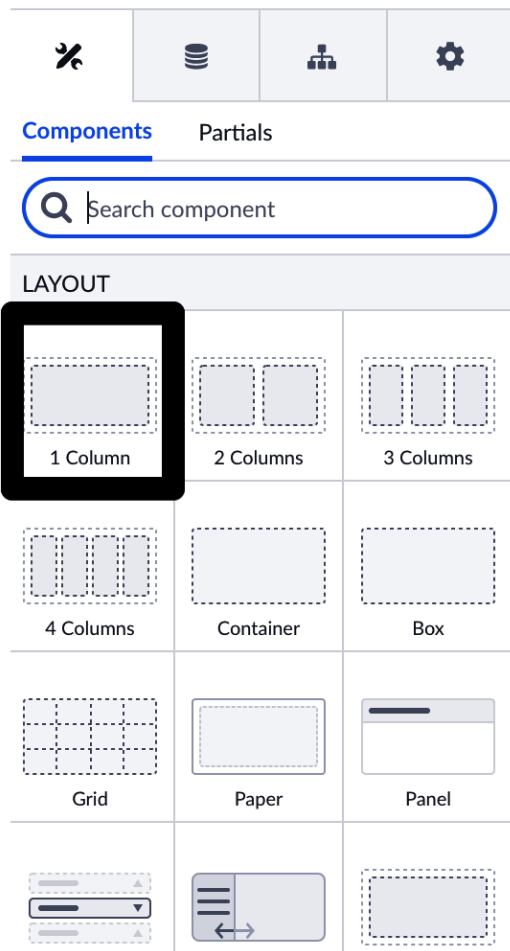 Components Partials
Search component
LAYOUT
1 Column 2 Columns 3 Columns
4 Columns Container Box
Grid Paper Panel